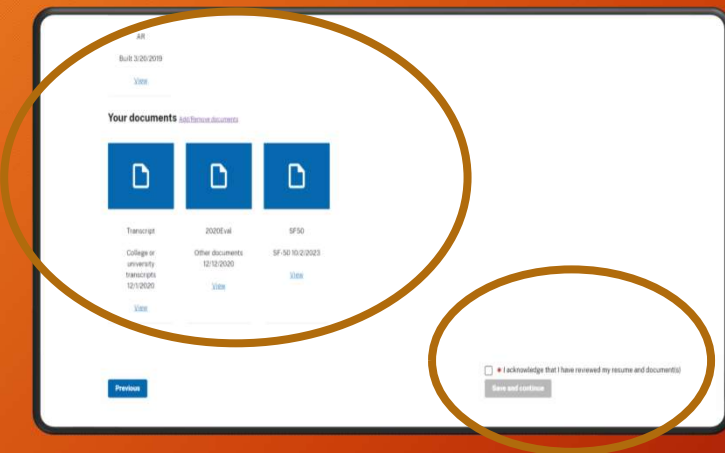 AR
Built 3/20/2019
View
Your documents Add/Remove documents
Transcript
College or
university
transcripts
12/1/2020
View
2020Eval
Other documents
12/12/2020
View
SF50
SF-50 10/2/2023
View
* I acknowledge that I have reviewed my resume and document(s)
Previous
Save and continue